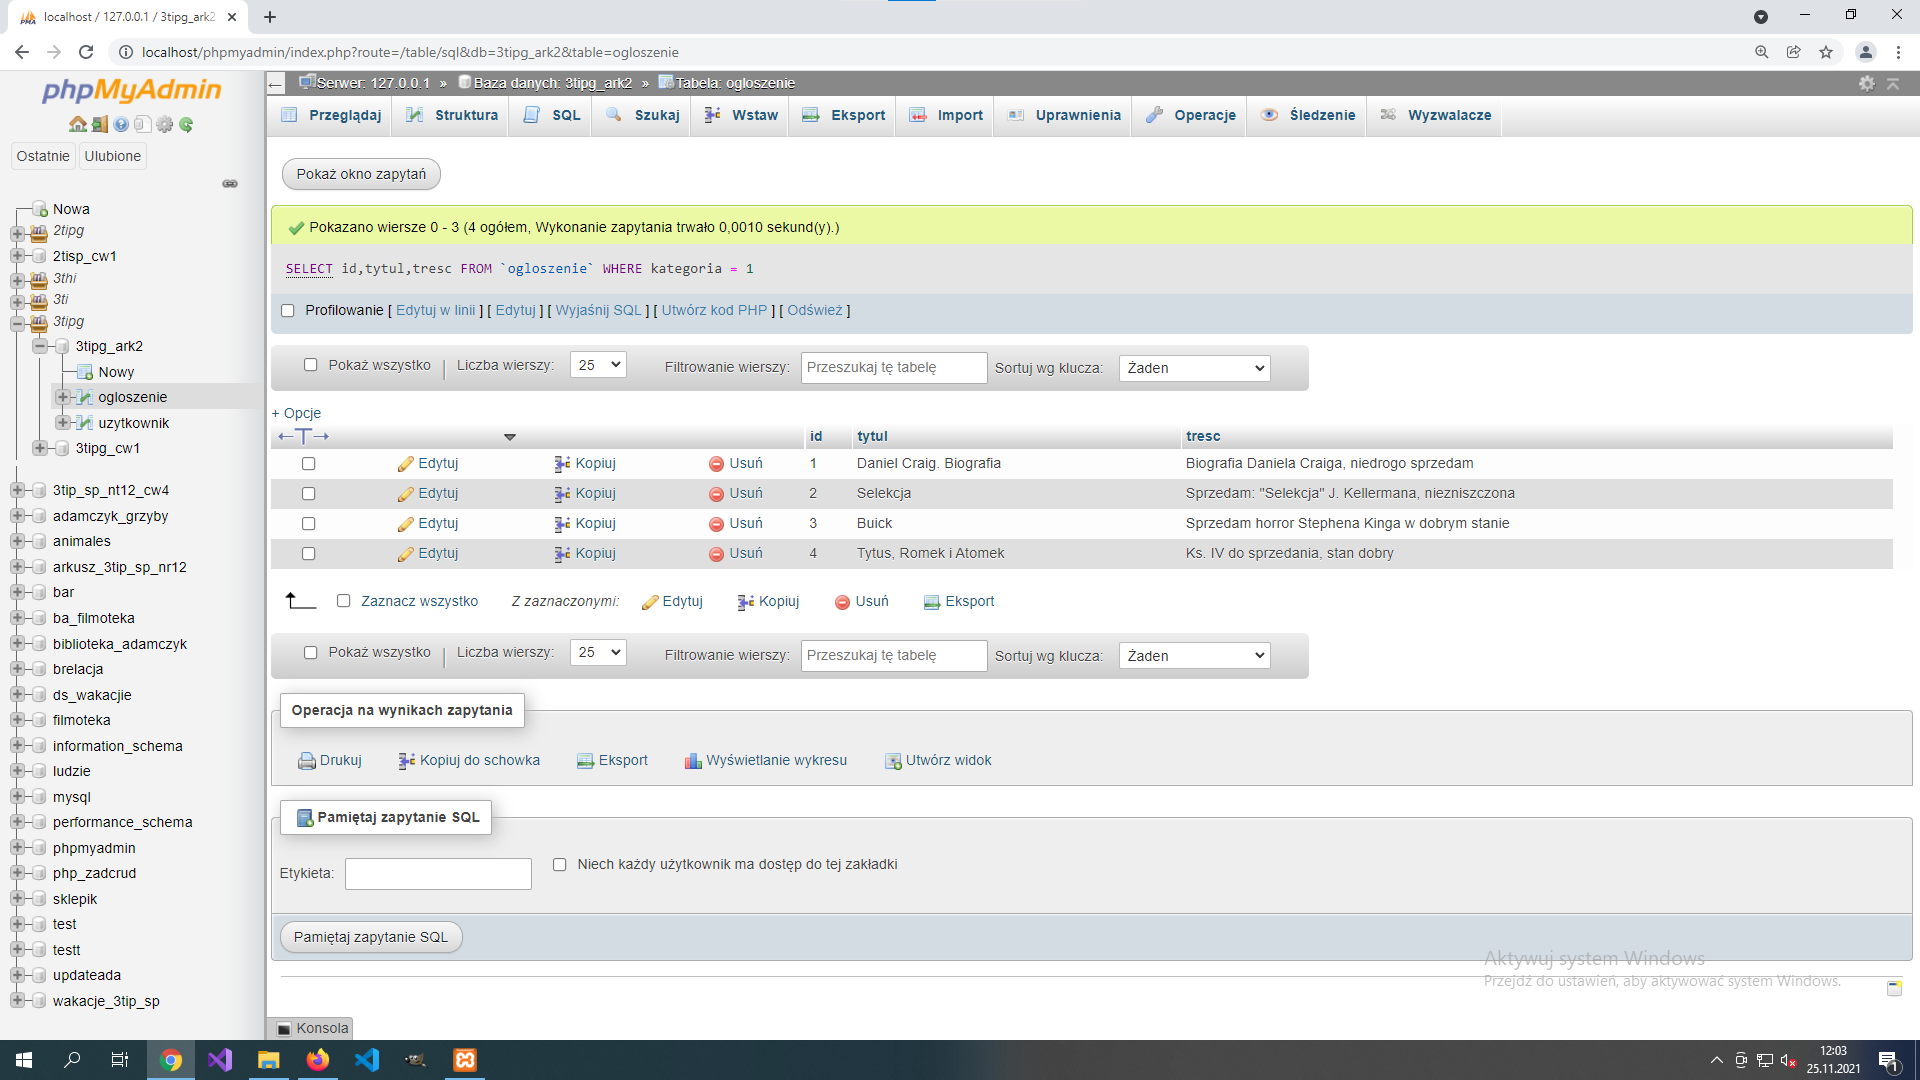 localhost / 127.0.0.1 / 3tipg_ark2
localhost/phpmyadmin/index.php?route=/table/sql&db=3tipg_ark2&table=ogloszenie
phpMyAdmin
Ostatnie Ulubione
Nowa
2tipg
2tisp_cw1
3thi
3ti
3tipg
3tipg_ark2
Nowy
ogloszenie
uzytkownik
3tipg_cw1
3tip_sp_nt12_cw4
adamczyk_grzyby
animales
arkusz_3tip_sp_nr12
bar
ba_filmoteka
biblioteka_adamczyk
brelacja
ds_wakacjie
filmoteka
information_schema
ludzie
mysql
performance_schema
phpmyadmin
php_zadcrud
sklepik
test
testt
updateada
wakacje_3tip_sp
Serwer: 127.0.0.1 » Baza danych: 3tipg_ark2 » Tabela: ogloszenie
Przeglądaj Struktura SQL Szukaj Wstaw Eksport Import Uprawnienia Operacje Śledzenie Wyzwalacze
Pokaż okno zapytań
Pokazano wiersze 0 - 3 (4 ogółem, Wykonanie zapytania trwało 0,0010 sekund(y).)
SELECT id,tytul,tresc FROM `ogloszenie` WHERE kategoria = 1
Profilowanie [ Edytuj w linii ] [ Edytuj ] [ Wyjaśnij SQL ] [ Utwórz kod PHP ] [ Odśwież ]
Pokaż wszystko | Liczba wierszy: 25 Filtrowanie wierszy: Przeszukaj tę tabelę Sortuj wg klucza: Żaden
+ Opcje
←T→ id tytul tresc
Edytuj Kopiuj Usuń 1 Daniel Craig. Biografia Biografia Daniela Craiga, niedrogo sprzedam
Edytuj Kopiuj Usuń 2 Selekcja Sprzedam: "Selekcja" J. Kellermana, niezniszczona
Edytuj Kopiuj Usuń 3 Buick Sprzedam horror Stephena Kinga w dobrym stanie
Edytuj Kopiuj Usuń 4 Tytus, Romek i Atomek Ks. IV do sprzedania, stan dobry
Zaznacz wszystko Z zaznaczonymi: Edytuj Kopiuj Usuń Eksport
Pokaż wszystko | Liczba wierszy: 25 Filtrowanie wierszy: Przeszukaj tę tabelę Sortuj wg klucza: Żaden
Operacja na wynikach zapytania
Drukuj Kopiuj do schowka Eksport Wyświetlanie wykresu Utwórz widok
Pamiętaj zapytanie SQL
Etykieta: Niech każdy użytkownik ma dostęp do tej zakładki
Pamiętaj zapytanie SQL
Aktywuj system Windows
Przejdź do ustawień, aby aktywować system Windows.
Konsola
12:03
25.11.2021
1